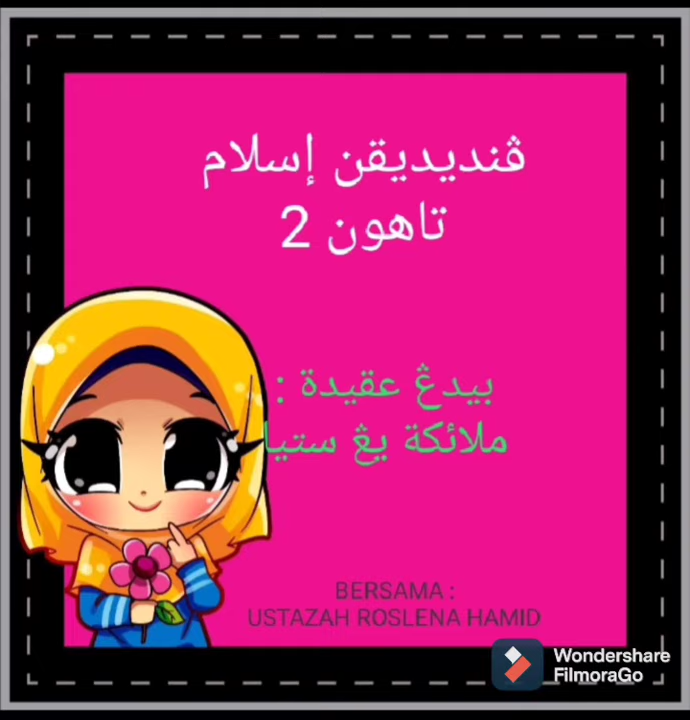 ڤنديديقن إسلام
تاهون 2
بيدڠ عقيدة :
ملائكة يڠ ستيا
BERSAMA :
USTAZAH ROSLENA HAMID
Wondershare
FilmoraGo